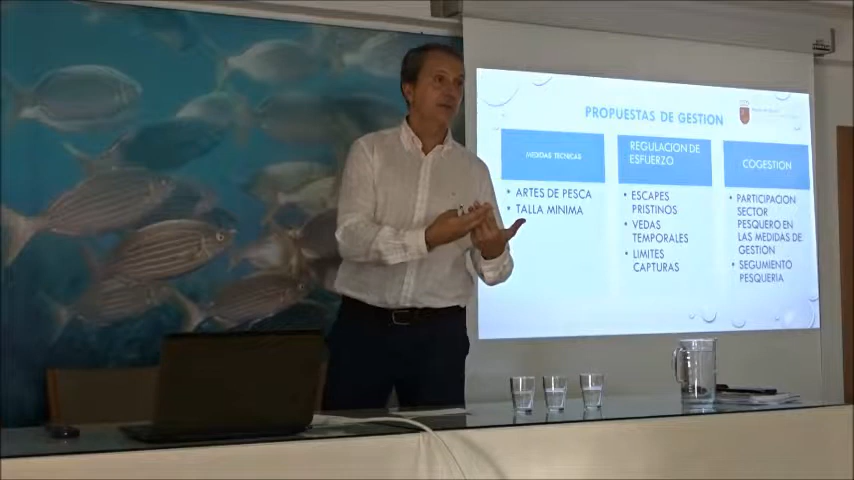 PROPUESTAS DE GESTION
MEDIDAS TECNICAS
• ARTES DE PESCA
• TALLA MINIMA
REGULACION DE
ESFUERZO
• ESCAPES
PRISTINOS
• VEDAS
TEMPORALES
• LIMITES
CAPTURAS
COGESTION
• PARTICIPACION
SECTOR
PESQUERO EN
LAS MEDIDAS DE
GESTION
• SEGUIMIENTO
PESQUERIA